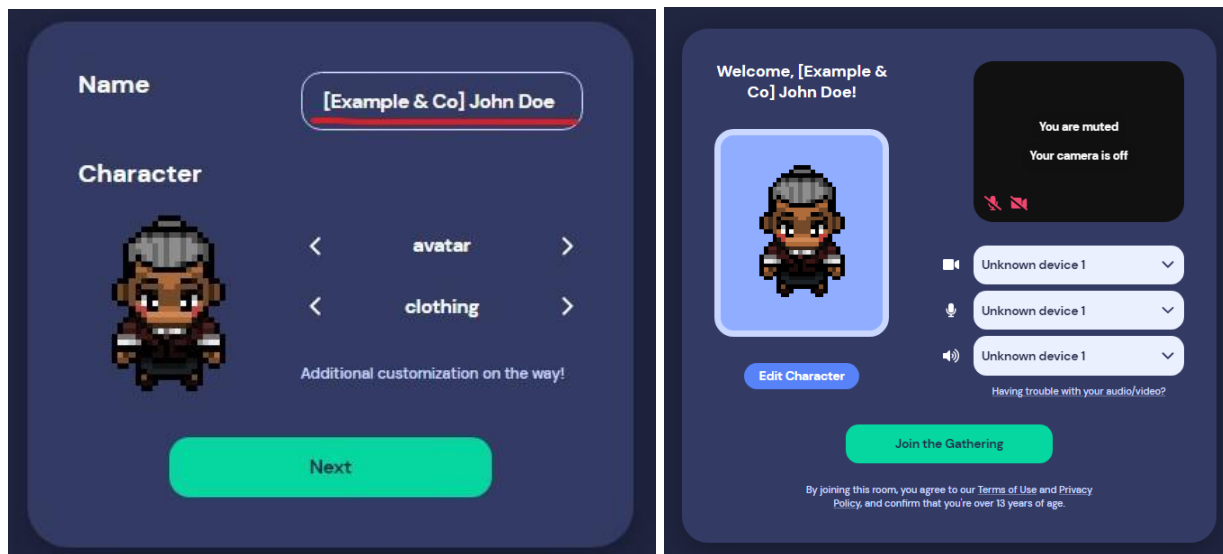 Name
[Example & Co] John Doe
Character
avatar
clothing
Additional customization on the way!
Next
Welcome, [Example &
Co] John Doe!
Edit Character
You are muted
Your camera is off
Unknown device 1
Unknown device 1
Unknown device 1
Having trouble with your audio/video?
Join the Gathering
By joining this room, you agree to our Terms of Use and Privacy
Policy, and confirm that you're over 13 years of age.